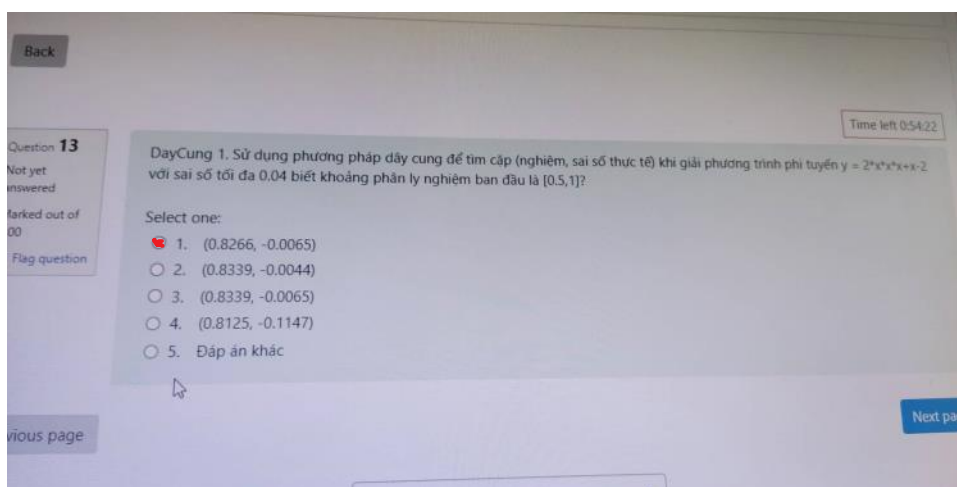 Back
Time left 0:54:22
Question 13
Not yet
answered
Marked out of
00
Flag question
DayCung 1. Sử dụng phương pháp dây cung để tìm cặp (nghiệm, sai số thực tế) khi giải phương trình phi tuyến y = 2*x*x*x+x-2
với sai số tối đa 0.04 biết khoảng phân ly nghiệm ban đầu là [0.5,1]?
Select one:
1. (0.8266, -0.0065)
2. (0.8339, -0.0044)
3. (0.8339, -0.0065)
4. (0.8125, -0.1147)
5. Đáp án khác
vious page
Next pa